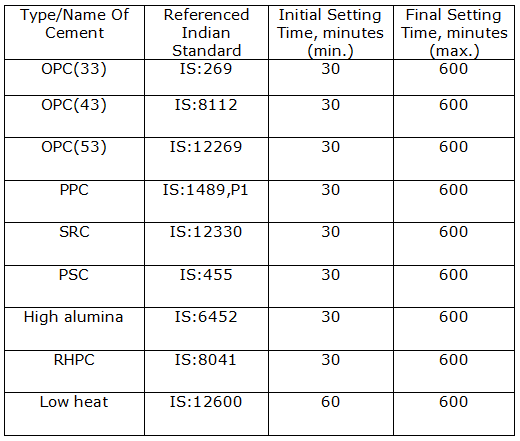 Type/Name Of Cement | Referenced Indian Standard | Initial Setting Time, minutes (min.) | Final Setting Time, minutes (max.)
OPC(33) | IS:269 | 30 | 600
OPC(43) | IS:8112 | 30 | 600
OPC(53) | IS:12269 | 30 | 600
PPC | IS:1489,P1 | 30 | 600
SRC | IS:12330 | 30 | 600
PSC | IS:455 | 30 | 600
High alumina | IS:6452 | 30 | 600
RHPC | IS:8041 | 30 | 600
Low heat | IS:12600 | 60 | 600